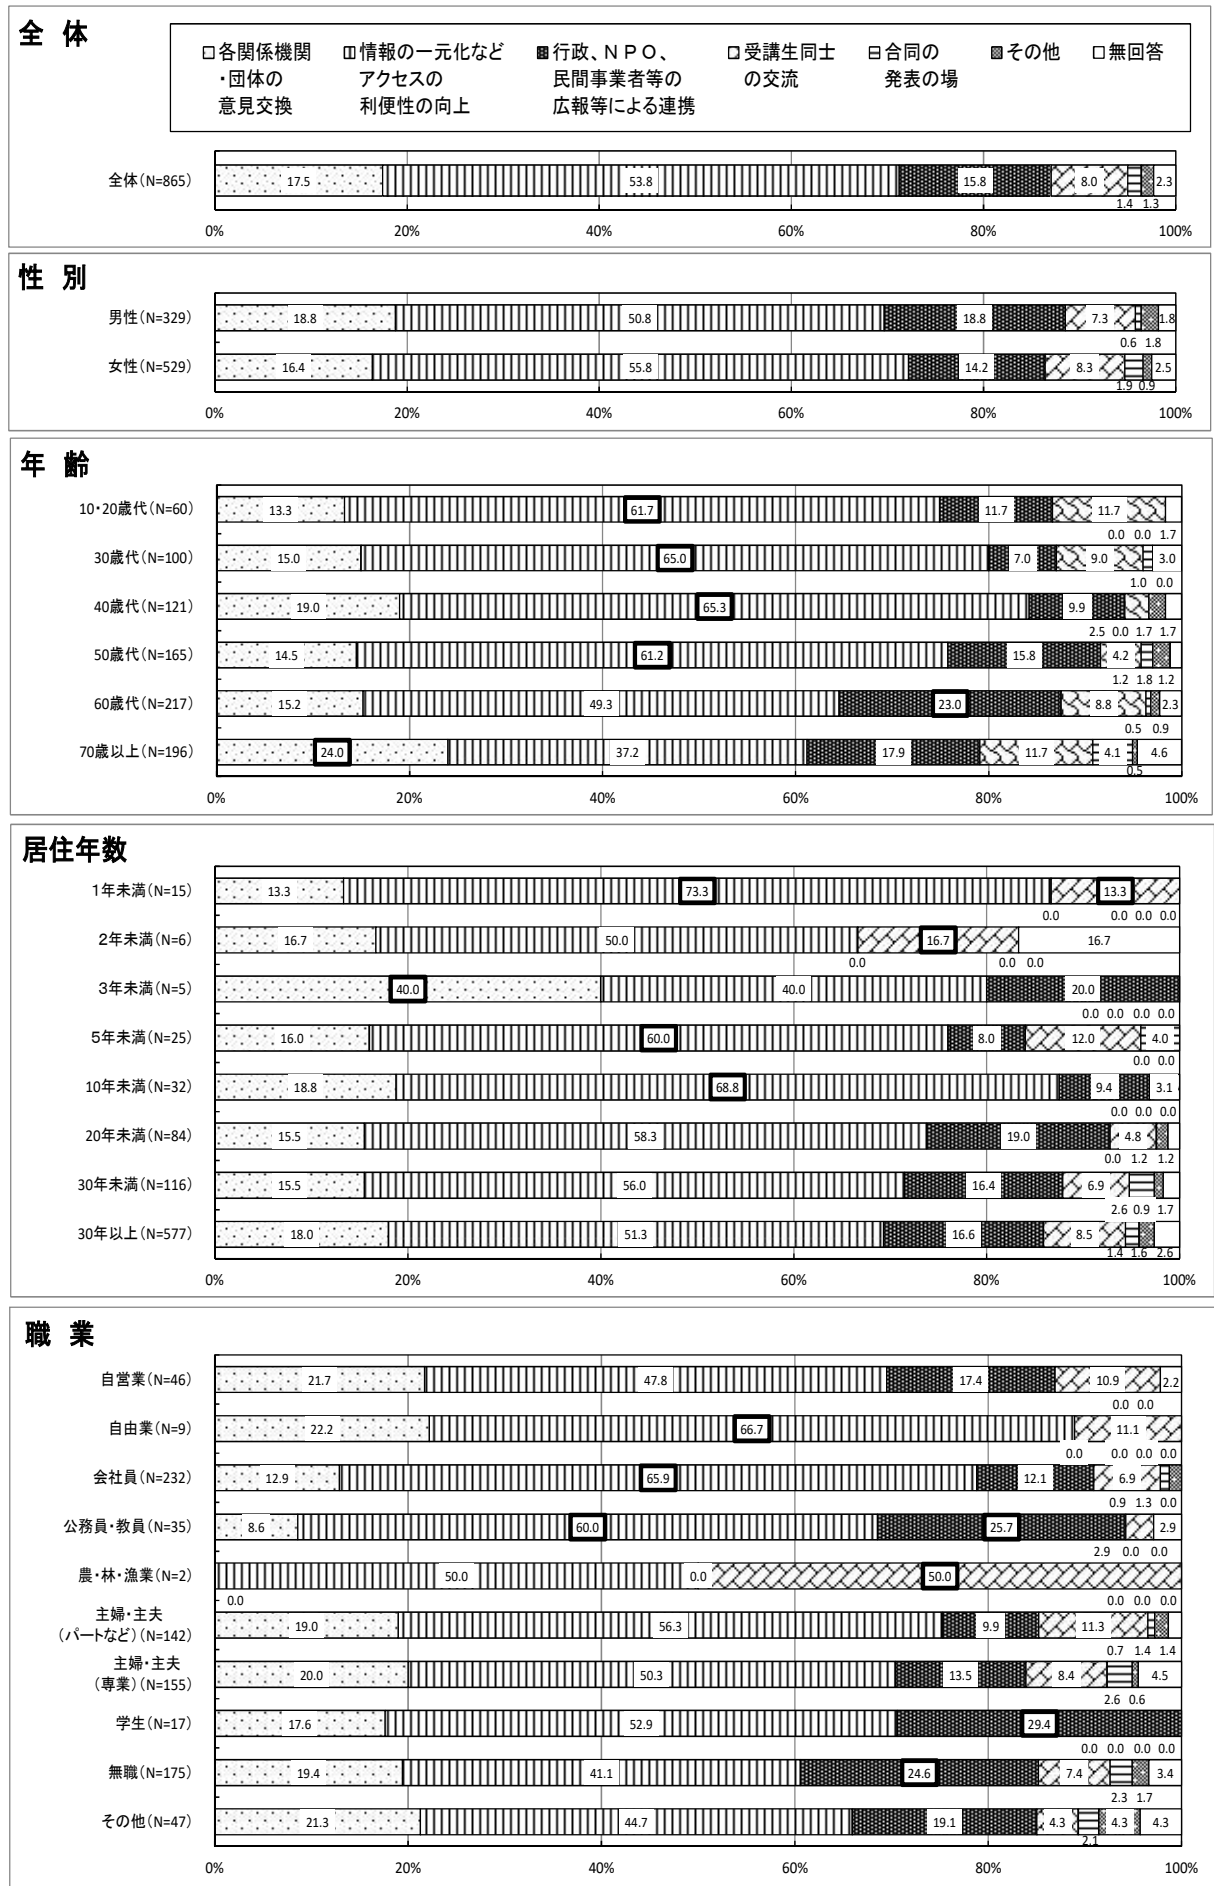 全 体
各関係機関 情報の一元化など 行政、ＮＰＯ、 受講生同士 合同の その他 無回答
・団体の アクセスの 民間事業者等の の交流 発表の場
意見交換 利便性の向上 広報等による連携
全体(N=865) 17.5 53.8 15.8 8.0 2.3
1.4 1.3
0% 20% 40% 60% 80% 100%
性 別
男性(N=329) 18.8 50.8 18.8 7.3 1.8
0.6 1.8
女性(N=529) 16.4 55.8 14.2 8.3 2.5
1.9 0.9
0% 20% 40% 60% 80% 100%
年 齢
10・20歳代(N=60) 13.3 61.7 11.7 11.7
0.0 0.0 1.7
30歳代(N=100) 15.0 65.0 7.0 9.0 3.0
1.0 0.0
40歳代(N=121) 19.0 65.3 9.9
2.5 0.0 1.7 1.7
50歳代(N=165) 14.5 61.2 15.8 4.2
1.2 1.8 1.2
60歳代(N=217) 15.2 49.3 23.0 8.8 2.3
0.5 0.9
70歳以上(N=196) 24.0 37.2 17.9 11.7 4.1 4.6
0.5
0% 20% 40% 60% 80% 100%
居住年数
1年未満(N=15) 13.3 73.3 13.3
0.0 0.0 0.0 0.0
2年未満(N=6) 16.7 50.0 16.7 16.7
0.0 0.0 0.0
3年未満(N=5) 40.0 40.0 20.0
0.0 0.0 0.0 0.0
5年未満(N=25) 16.0 60.0 8.0 12.0 4.0
0.0 0.0
10年未満(N=32) 18.8 68.8 9.4 3.1
0.0 0.0 0.0
20年未満(N=84) 15.5 58.3 19.0 4.8
0.0 1.2 1.2
30年未満(N=116) 15.5 56.0 16.4 6.9
2.6 0.9 1.7
30年以上(N=577) 18.0 51.3 16.6 8.5
1.4 1.6 2.6
0% 20% 40% 60% 80% 100%
職 業
自営業(N=46) 21.7 47.8 17.4 10.9 2.2
0.0 0.0
自由業(N=9) 22.2 66.7 11.1
0.0 0.0 0.0 0.0
会社員(N=232) 12.9 65.9 12.1 6.9
0.9 1.3 0.0
公務員・教員(N=35) 8.6 60.0 25.7 2.9
2.9 0.0 0.0
農・林・漁業(N=2) 50.0 0.0 50.0
0.0 0.0 0.0 0.0
主婦・主夫
(パートなど)(N=142) 19.0 56.3 9.9 11.3
0.7 1.4 1.4
主婦・主夫
(専業)(N=155) 20.0 50.3 13.5 8.4 4.5
2.6 0.6
学生(N=17) 17.6 52.9 29.4
0.0 0.0 0.0 0.0
無職(N=175) 19.4 41.1 24.6 7.4 3.4
2.3 1.7
その他(N=47) 21.3 44.7 19.1 4.3 4.3 4.3
2.1
0% 20% 40% 60% 80% 100%